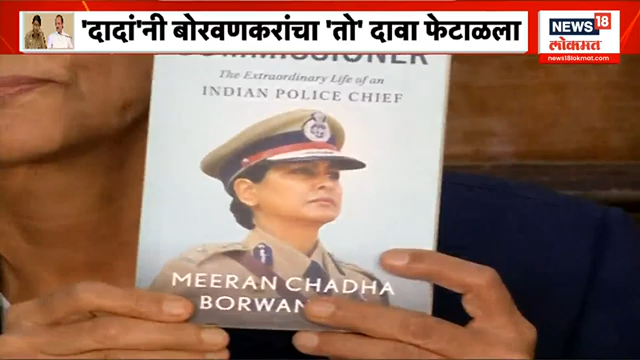 'दादां'नी बोरवणकरांचा 'तो' दावा फेटाळला
NEWS 18
लोकमत
news18lokmat.com
The Extraordinary Life of an
INDIAN POLICE CHIEF
MEERAN CHADHA